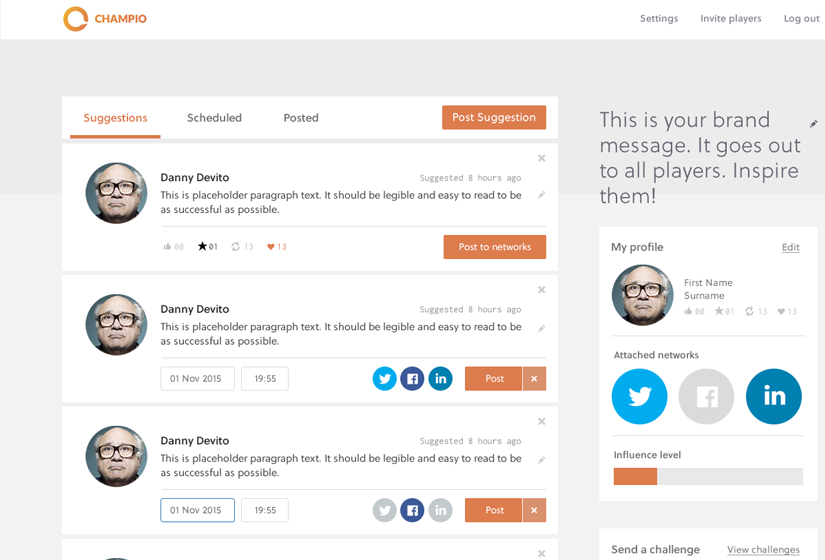 CHAMPIO
Settings Invite players Log out
Suggestions Scheduled Posted Post Suggestion
Danny Devito Suggested 8 hours ago
This is placeholder paragraph text. It should be legible and easy to read to be
as successful as possible.
00 01 13 13 Post to networks
Danny Devito Suggested 8 hours ago
This is placeholder paragraph text. It should be legible and easy to read to be
as successful as possible.
01 Nov 2015 19:55 in Post
Danny Devito Suggested 8 hours ago
This is placeholder paragraph text. It should be legible and easy to read to be
as successful as possible.
01 Nov 2015 19:55 in Post
This is your brand
message. It goes out
to all players. Inspire
them!
My profile Edit
First Name
Surname
00 01 13 13
Attached networks
in
Influence level
Send a challenge View challenges